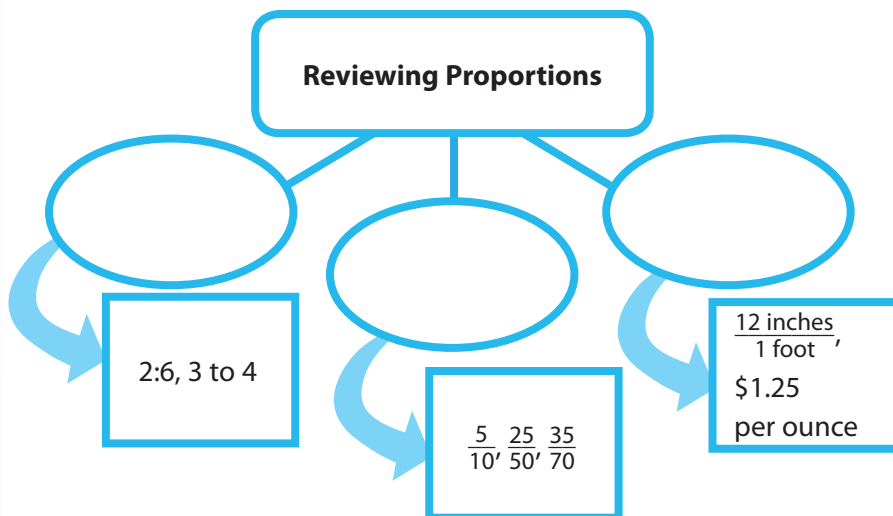 Reviewing Proportions
2:6, 3 to 4
5/10, 25/50, 35/70
12 inches/1 foot,
$1.25
per ounce